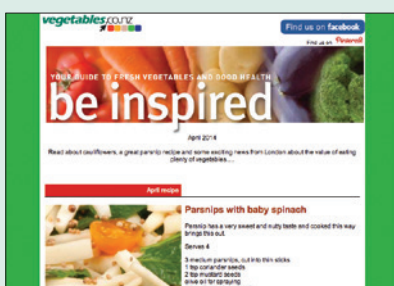 vegetables.co.nz
Find us on facebook
Find us on Pinterest
YOUR GUIDE TO FRESH VEGETABLES AND GOOD HEALTH
be inspired
April 2014
Read about cauliflowers, a great parsnip recipe and some exciting news from London about the value of eating
plenty of vegetables.....
April recipe
Parsnips with baby spinach
Parsnip has a very sweet and nutty taste and cooked this way
brings this out.
Serves 4
3 medium parsnips, cut into thin sticks
1 tsp coriander seeds
2 tsp mustard seeds
olive oil for spraying